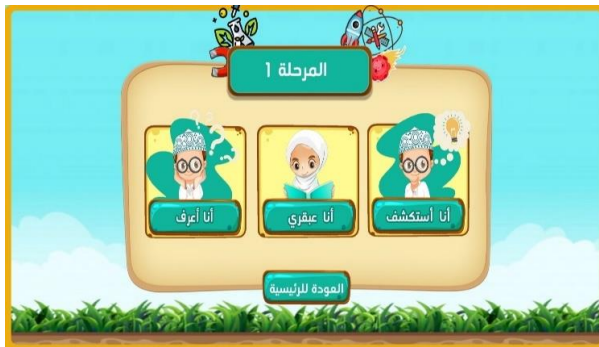 المرحلة 1
أنا أستكشف
أنا عبقري
أنا أعرف
العودة للرئيسية